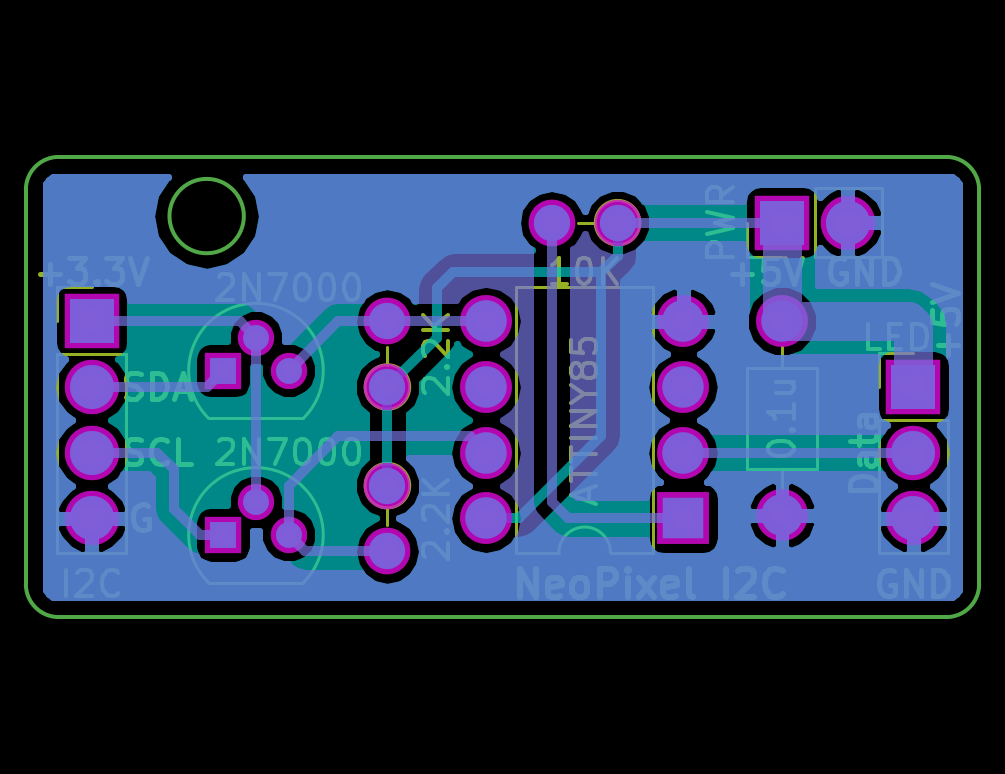 PWR
10K
+3.3V
2N7000
+5V
GND
+5V
2.2K
LED
ATTINY85
SDA
0.1u
Data
SCL
2N7000
G
2.2K
I2C
NeoPixel I2C
GND